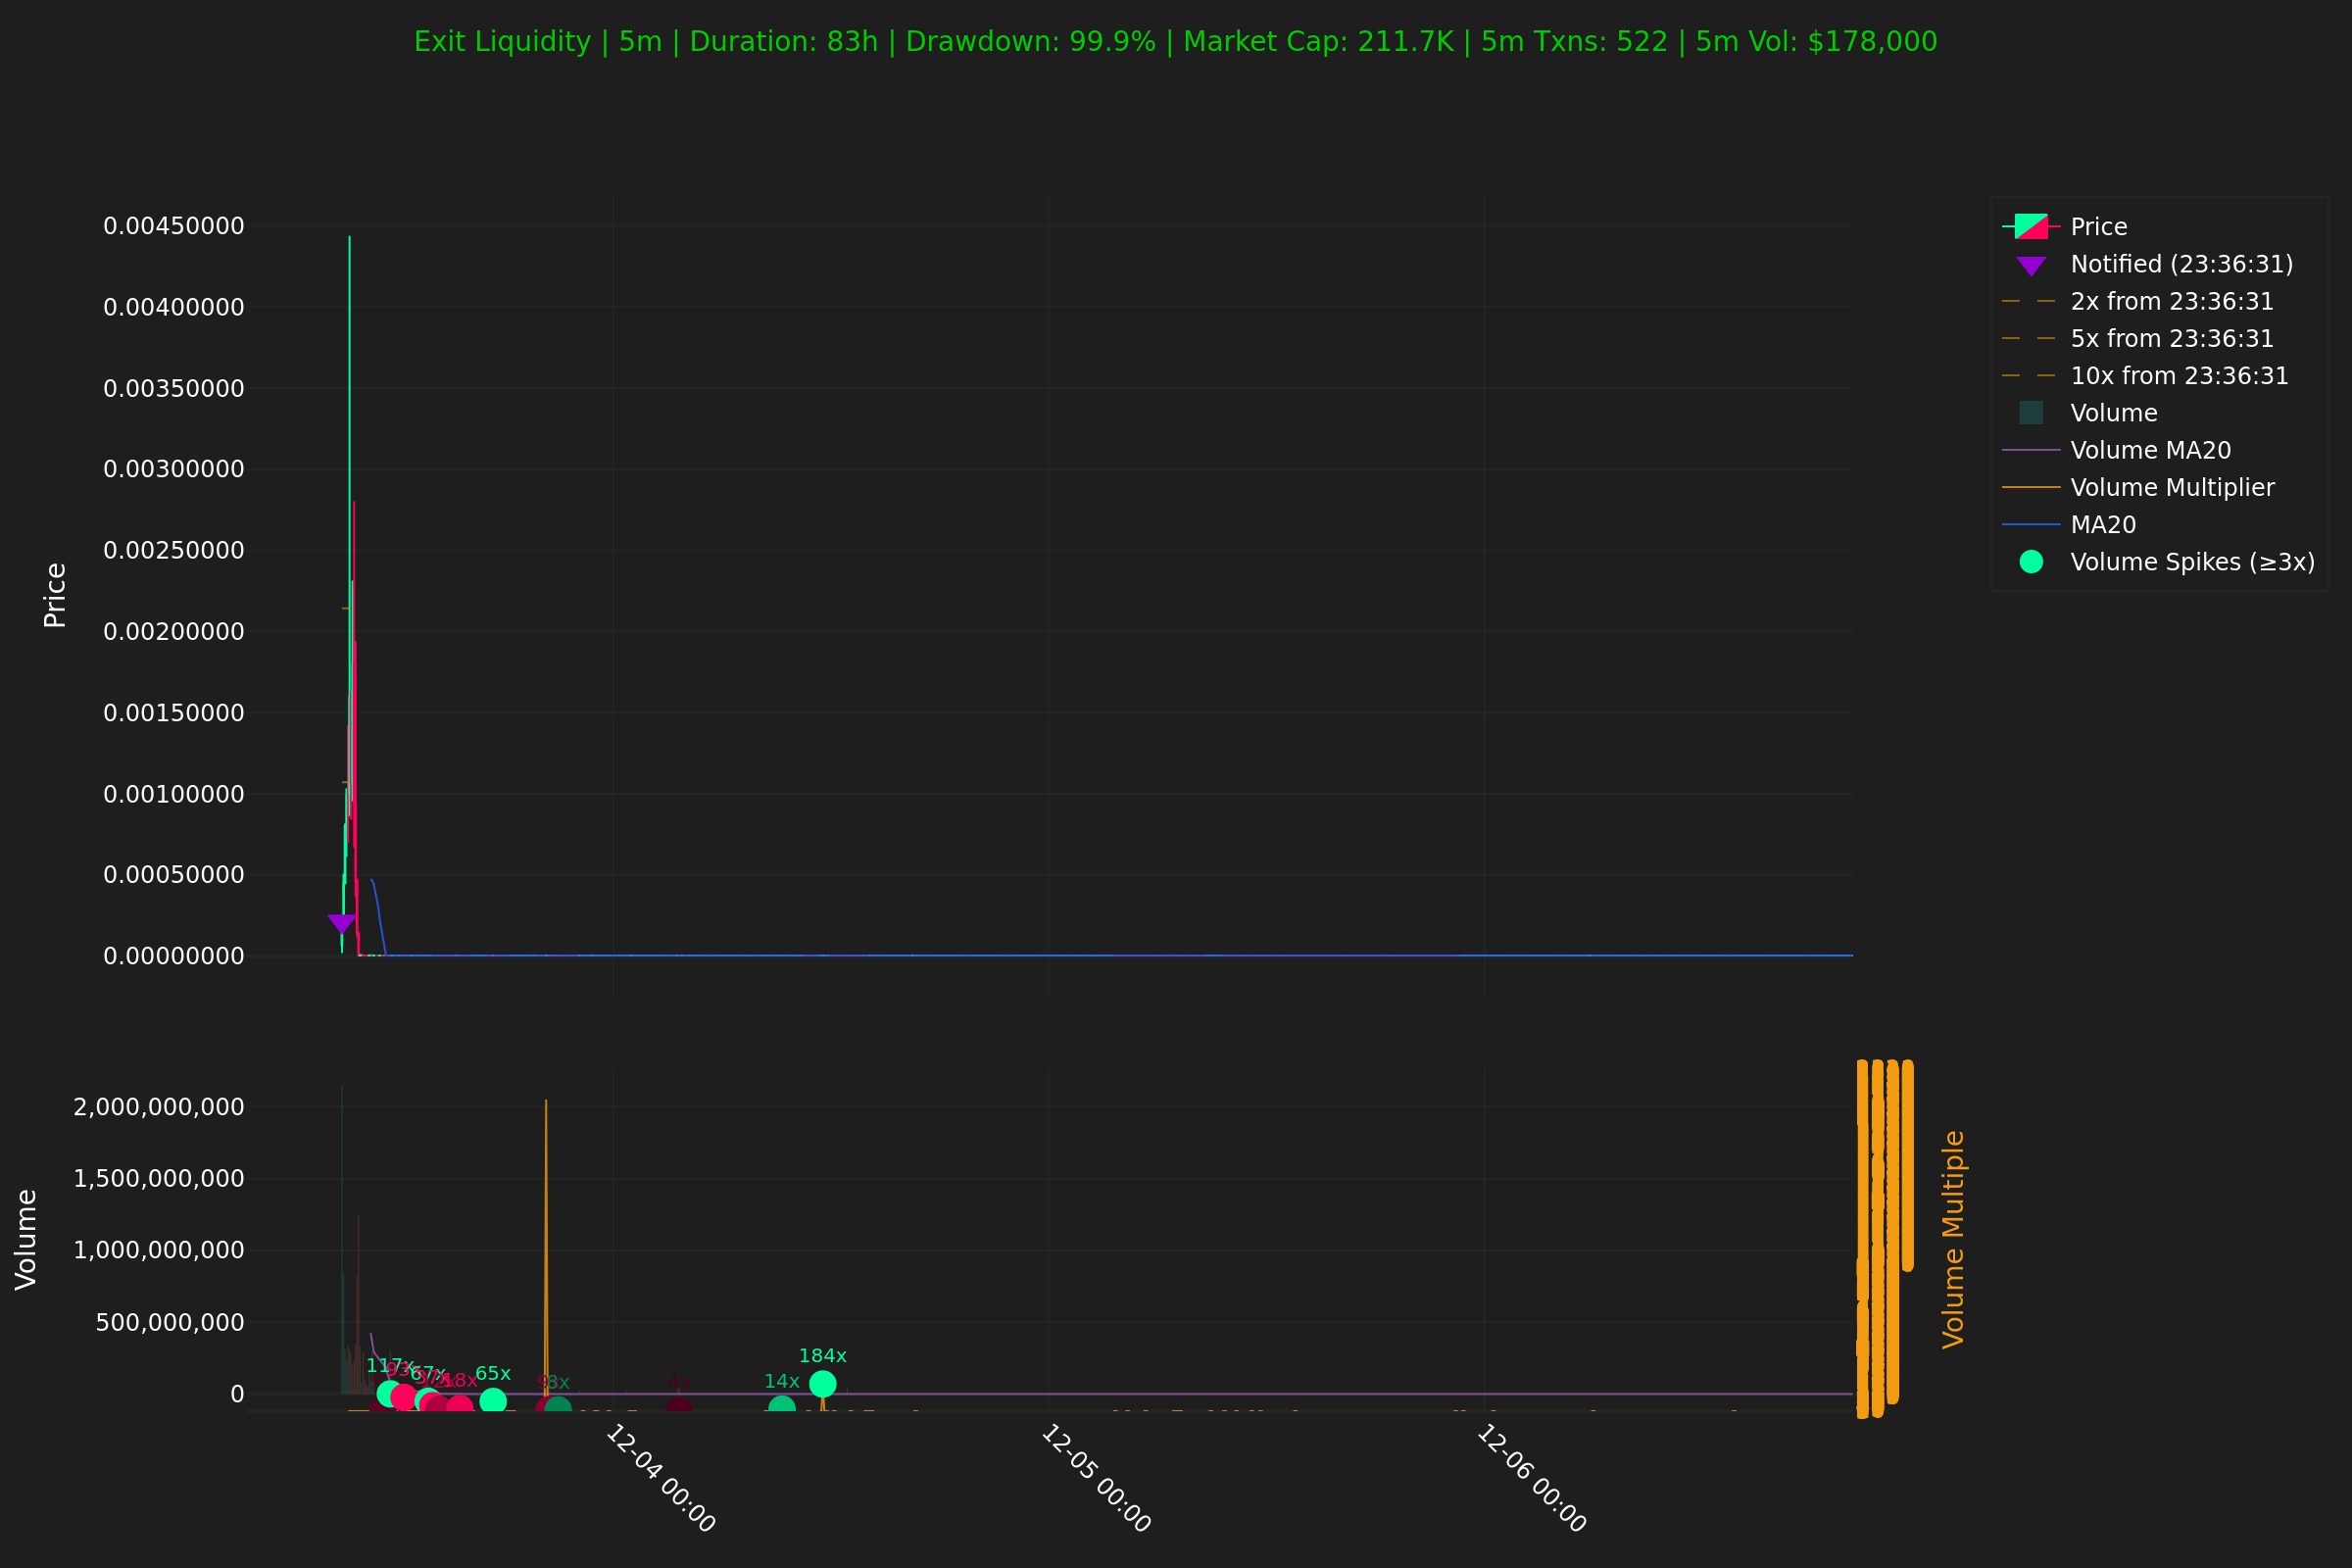 Exit Liquidity | 5m | Duration: 83h | Drawdown: 99.9% | Market Cap: 211.7K | 5m Txns: 522 | 5m Vol: $178,000
Price
0.00450000
0.00400000
0.00350000
0.00300000
0.00250000
0.00200000
0.00150000
0.00100000
0.00050000
0.00000000
Price
Notified (23:36:31)
2x from 23:36:31
5x from 23:36:31
10x from 23:36:31
Volume
Volume MA20
Volume Multiplier
MA20
Volume Spikes (≥3x)
Volume
2,000,000,000
1,500,000,000
1,000,000,000
500,000,000
0
117x
67x
65x
14x
184x
Volume Multiple
12-04 00:00
12-05 00:00
12-06 00:00